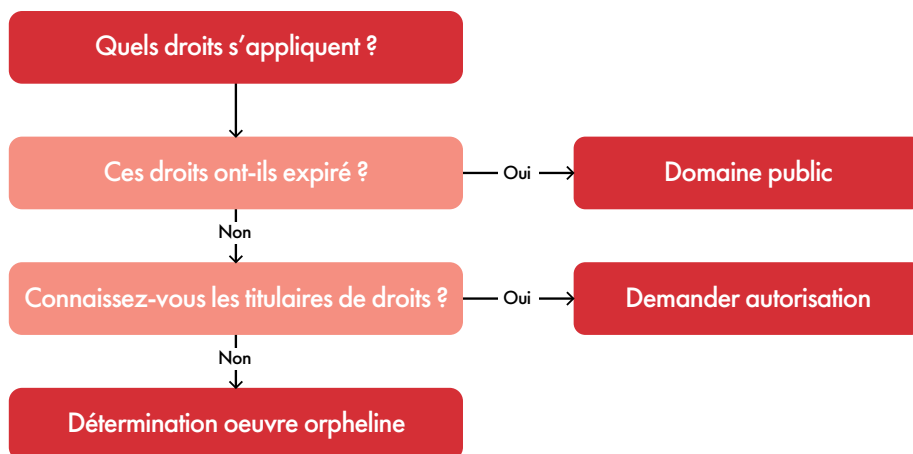 Quels droits s'appliquent ?
Ces droits ont-ils expiré ?
Oui
Domaine public
Non
Connaissez-vous les titulaires de droits ?
Oui
Demander autorisation
Non
Détermination oeuvre orpheline